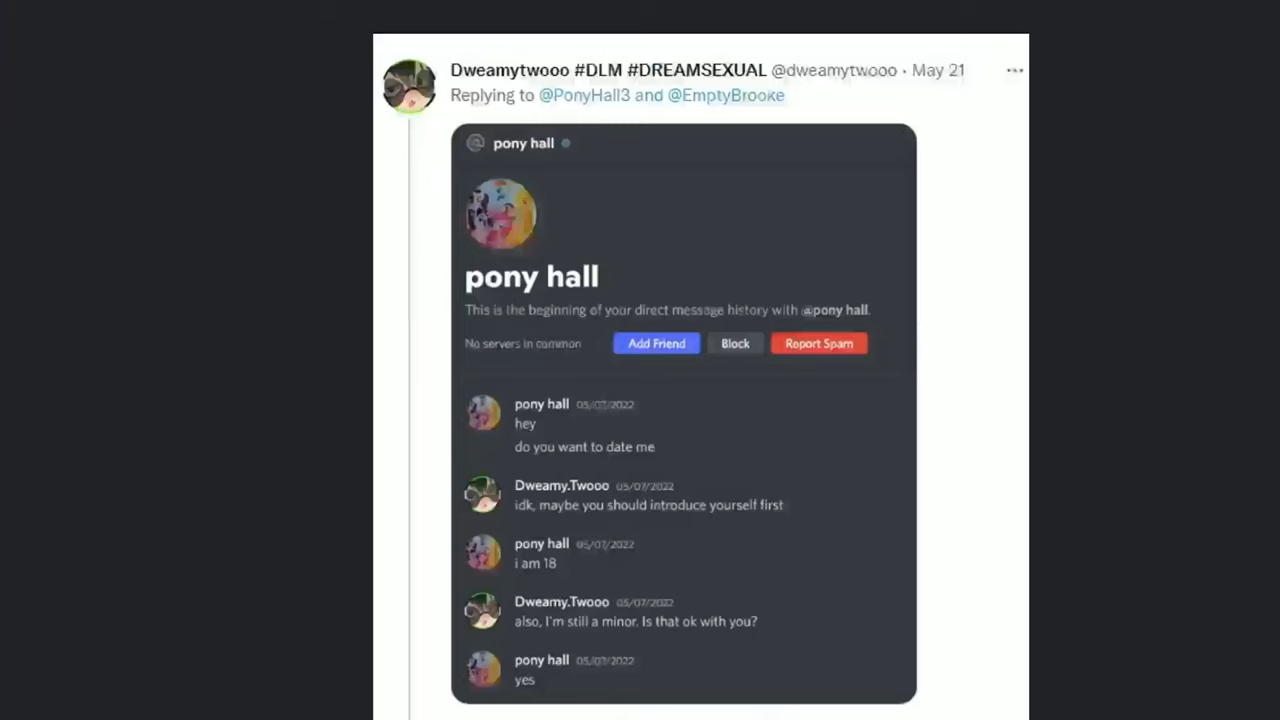 Dweamytwooo #DLM #DREAMSEXUAL @dweamytwooo · May 21
Replying to @PonyHall3 and @EmptyBrooke
pony hall
pony hall
This is the beginning of your direct message history with @pony hall.
No servers in common Add Friend Block Report Spam
pony hall 05/07/2022
hey
do you want to date me
Dweamy.Twooo 05/07/2022
idk, maybe you should introduce yourself first
pony hall 05/07/2022
i am 18
Dweamy.Twooo 05/07/2022
also, I'm still a minor. Is that ok with you?
pony hall 05/07/2022
yes